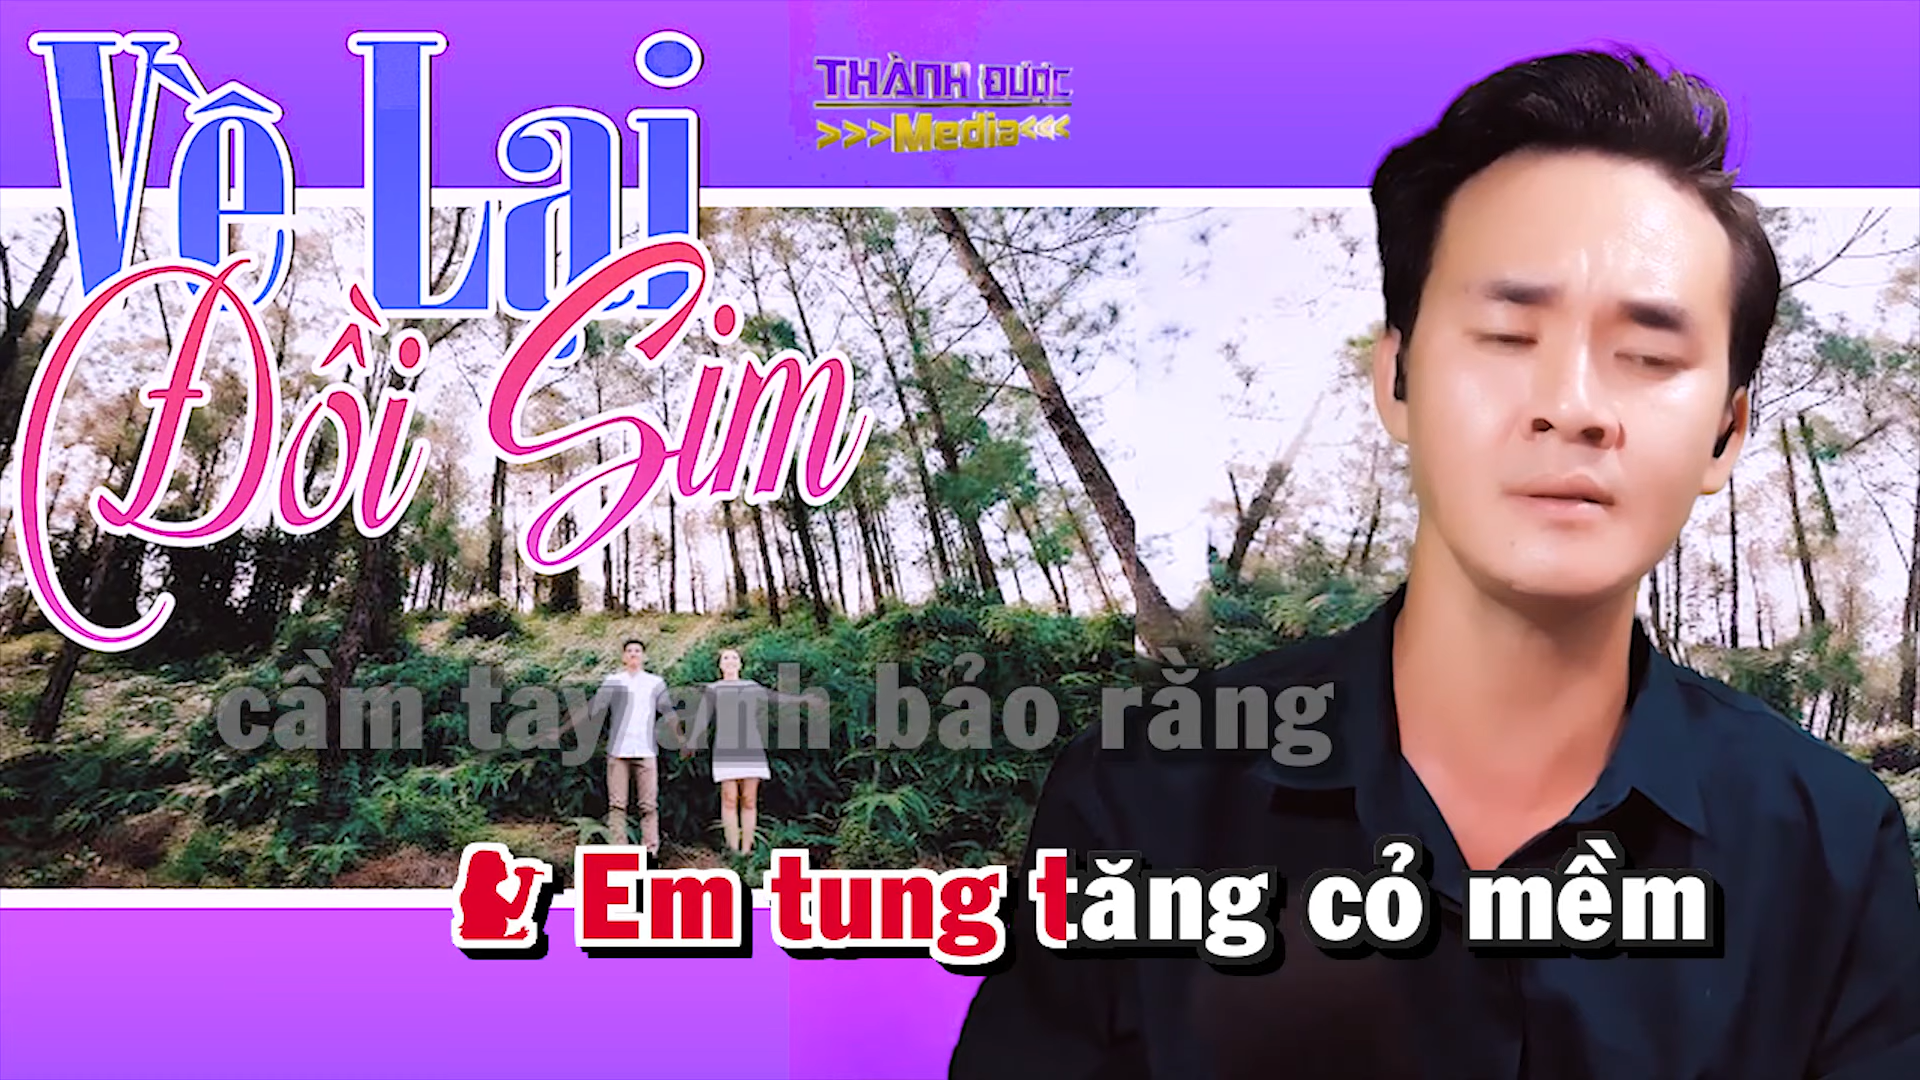 Về Lại
Đồi Sim
THÀNH ĐƯỢC
>>>Media<<<
cầm tay anh bảo rằng
Em tung tăng cỏ mềm